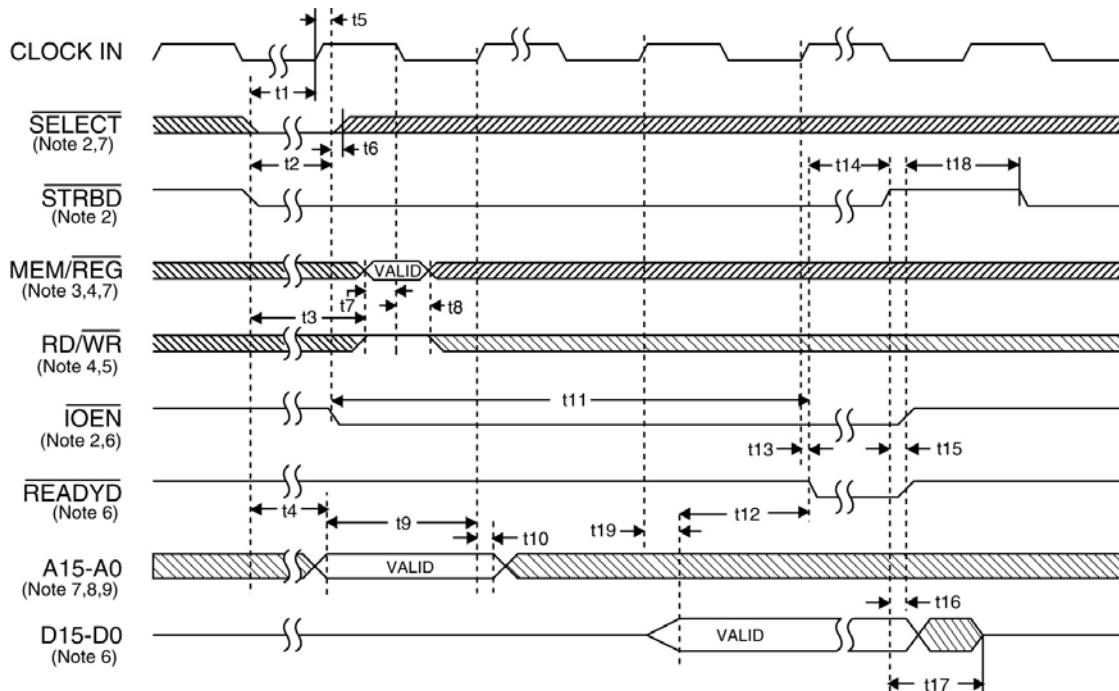 t5
CLOCK IN
t1
SELECT
(Note 2,7)
t6
t2
t14
t18
STRBD
(Note 2)
MEM/REG
(Note 3,4,7)
VALID
t7
t8
t3
RD/WR
(Note 4,5)
t11
IOEN
(Note 2,6)
t13
t15
READYD
(Note 6)
t4
t9
t10
t19
t12
A15-A0
(Note 7,8,9)
VALID
t16
D15-D0
(Note 6)
VALID
t17